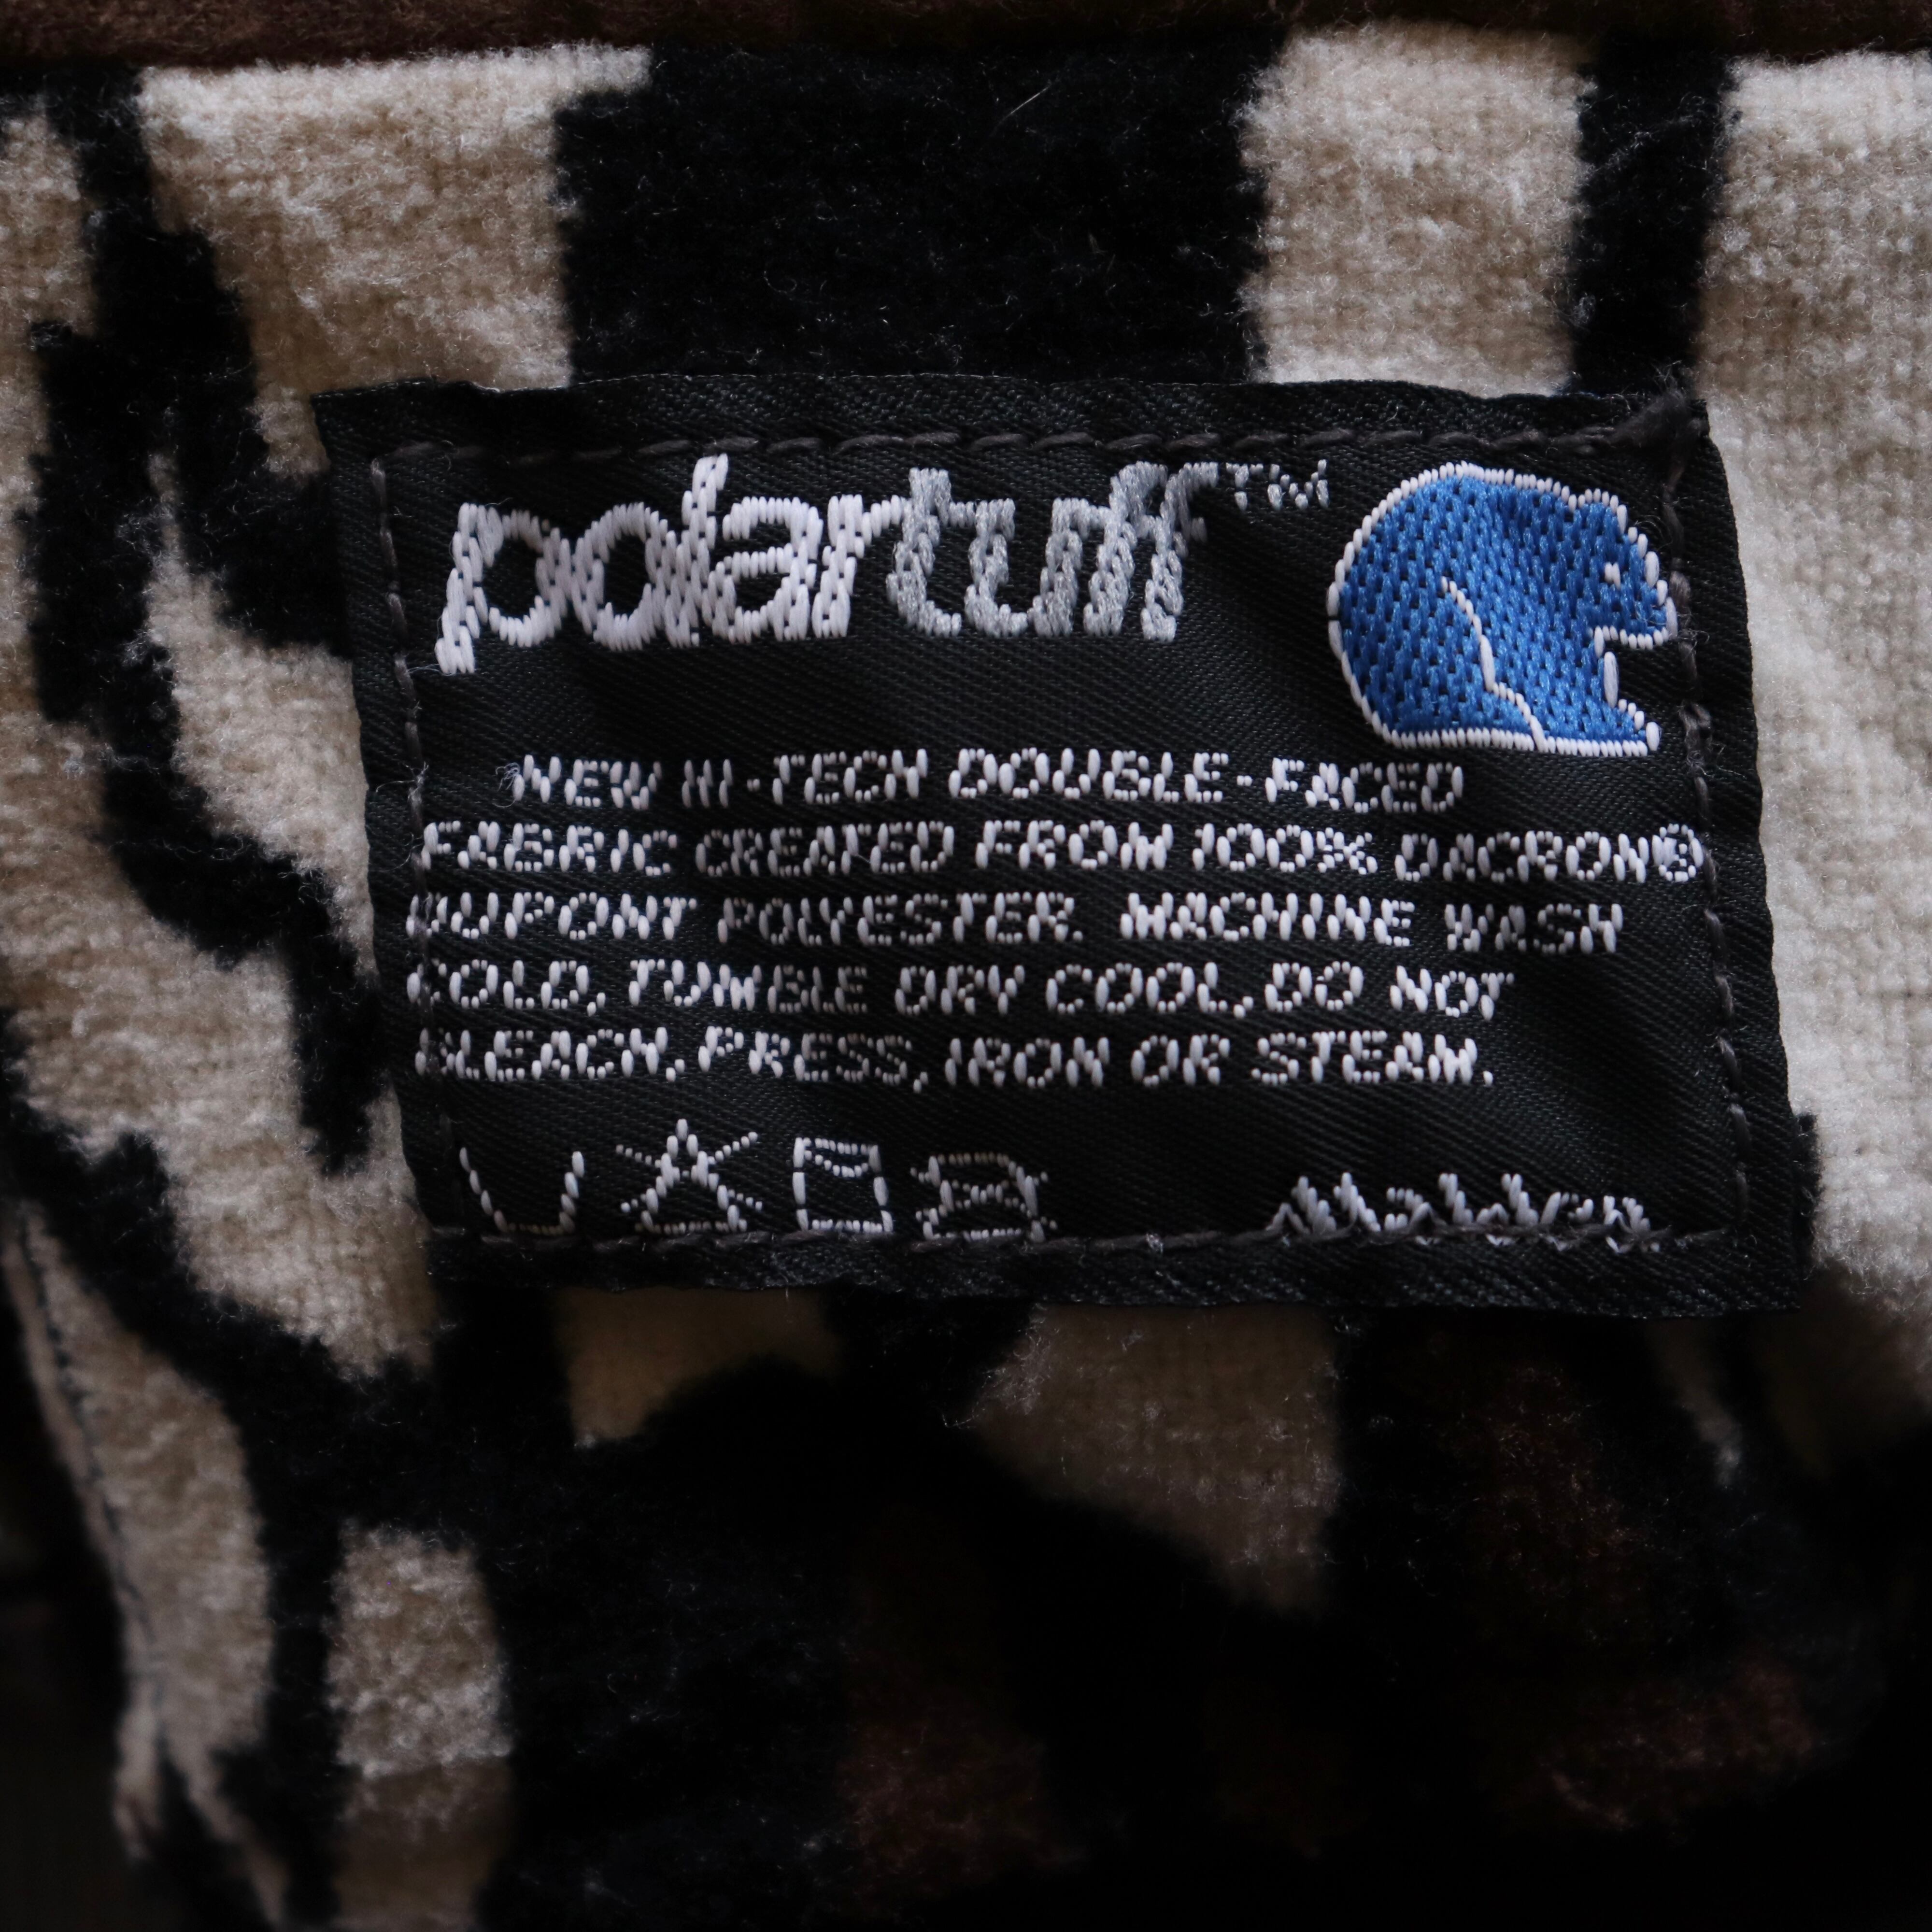 polartuff™
NEW HI-TECH DOUBLE-FACED
FABRIC CREATED FROM 100% DACRON®
DUPONT POLYESTER. MACHINE WASH
COLD, TUMBLE DRY COOL, DO NOT
BLEACH, PRESS, IRON OR STEAM.
Malden